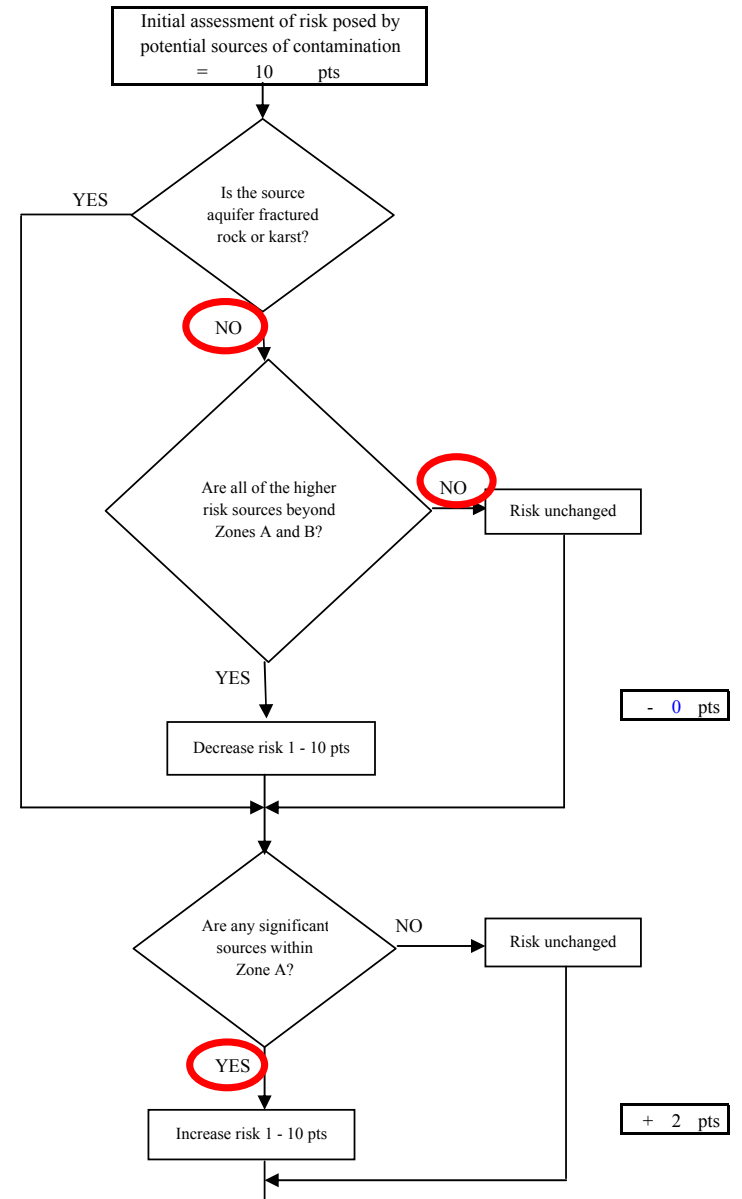 Initial assessment of risk posed by
potential sources of contamination
= 10 pts
YES
Is the source
aquifer fractured
rock or karst?
NO
Are all of the higher
risk sources beyond
Zones A and B?
NO
Risk unchanged
YES
- 0 pts
Decrease risk 1 - 10 pts
Are any significant
sources within
Zone A?
NO
Risk unchanged
YES
+ 2 pts
Increase risk 1 - 10 pts